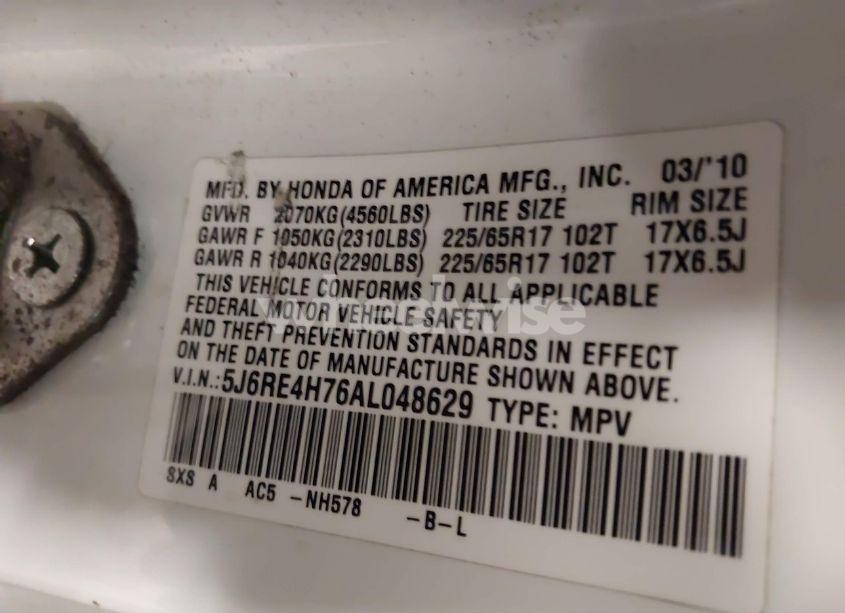 MFD. BY HONDA OF AMERICA MFG., INC. 03/'10
GVWR 2070KG(4560LBS) TIRE SIZE RIM SIZE
GAWR F 1050KG(2310LBS) 225/65R17 102T 17X6.5J
GAWR R 1040KG(2290LBS) 225/65R17 102T 17X6.5J
THIS VEHICLE CONFORMS TO ALL APPLICABLE
FEDERAL MOTOR VEHICLE SAFETY
AND THEFT PREVENTION STANDARDS IN EFFECT
ON THE DATE OF MANUFACTURE SHOWN ABOVE.
V.I.N.:5J6RE4H76AL048629 TYPE: MPV
SXS A AC5 -NH578 -B-L